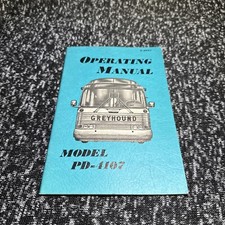 OPERATING
MANUAL
GREYHOUND
MODEL
PD-4107